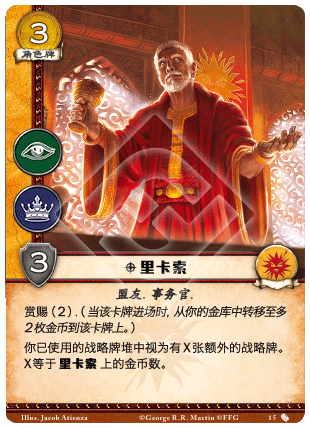 3
角色牌
3
里卡索
盟友. 事务官.
赏赐（2）.（当该卡牌进场时, 从你的金库中转移至多
2枚金币到该卡牌上。）
你已使用的战略牌堆中视为有X张额外的战略牌。
X等于 里卡索 上的金币数。
Illus. Jacob Atienza
©George R.R. Martin ©FFG
15